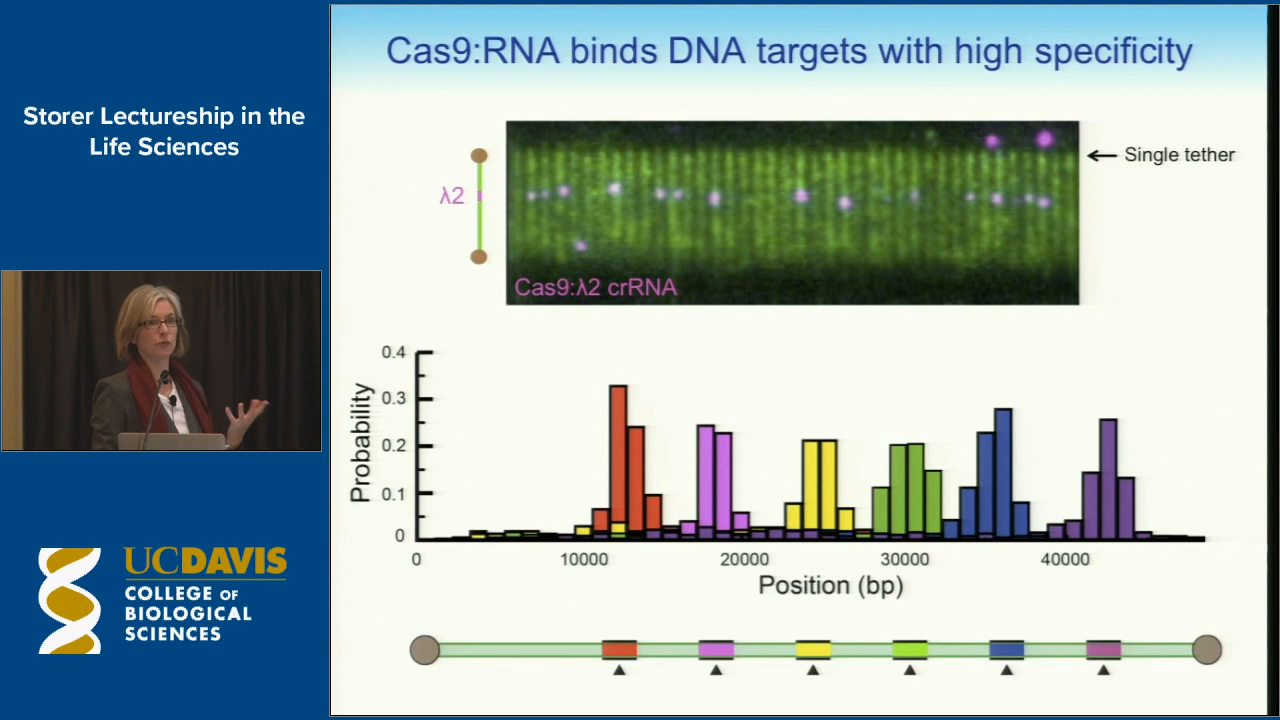 Storer Lectureship in the
Life Sciences
UCDAVIS
COLLEGE OF
BIOLOGICAL
SCIENCES
Cas9:RNA binds DNA targets with high specificity
Single tether
λ2
Cas9:λ2 crRNA
Probability
0.4
0.3
0.2
0.1
0
0 10000 20000 30000 40000
Position (bp)